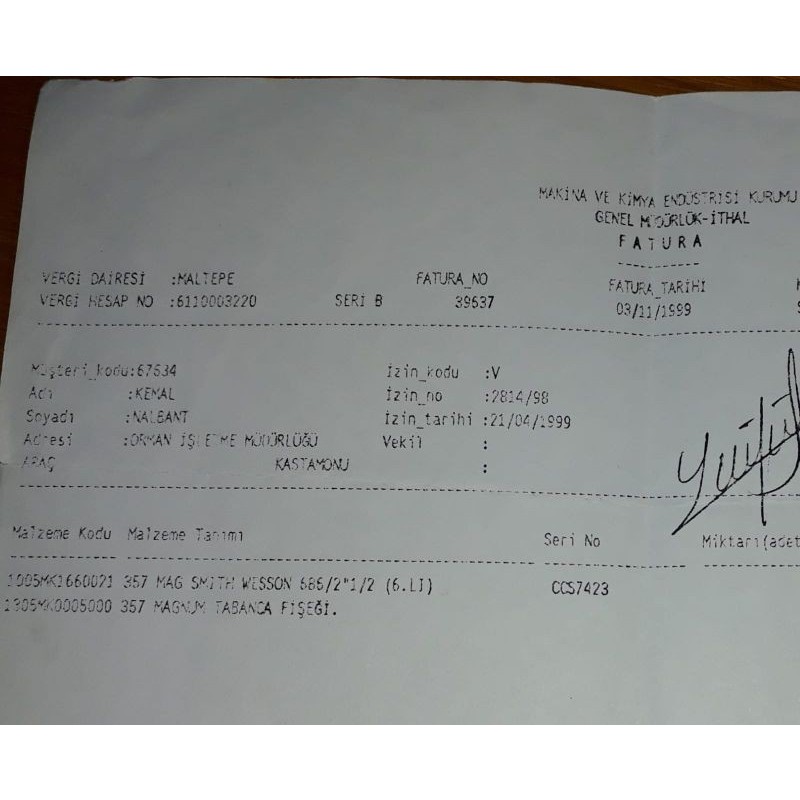 MAKİNA VE KİMYA ENDÜSTRİSİ KURUMU
GENEL MÜDÜRLÜK-İTHAL
F A T U R A
VERGİ DAİRESİ :MALTEPE FATURA_NO FATURA_TARİHİ
VERGİ HESAP NO :6110003220 SERI B 39637 03/11/1999
Müşteri_kodu:67634 İzin_kodu :V
Adı :KEMAL İzin_no :2814/98
Soyadı :NALBANT İzin_tarihi :21/04/1999
Adresi :ORMAN İŞLETME MÜDÜRLÜĞÜ Vekil :
ARAÇ KASTAMONU :
Malzeme Kodu Malzeme Tanımı Seri No Miktarı(adet
1005MK1660021 357 MAG SMITH WESSON 686/2"1/2 (6.LI) CCS7423
1305MK0005000 357 MAGNUM TABANCA FİŞEĞİ.